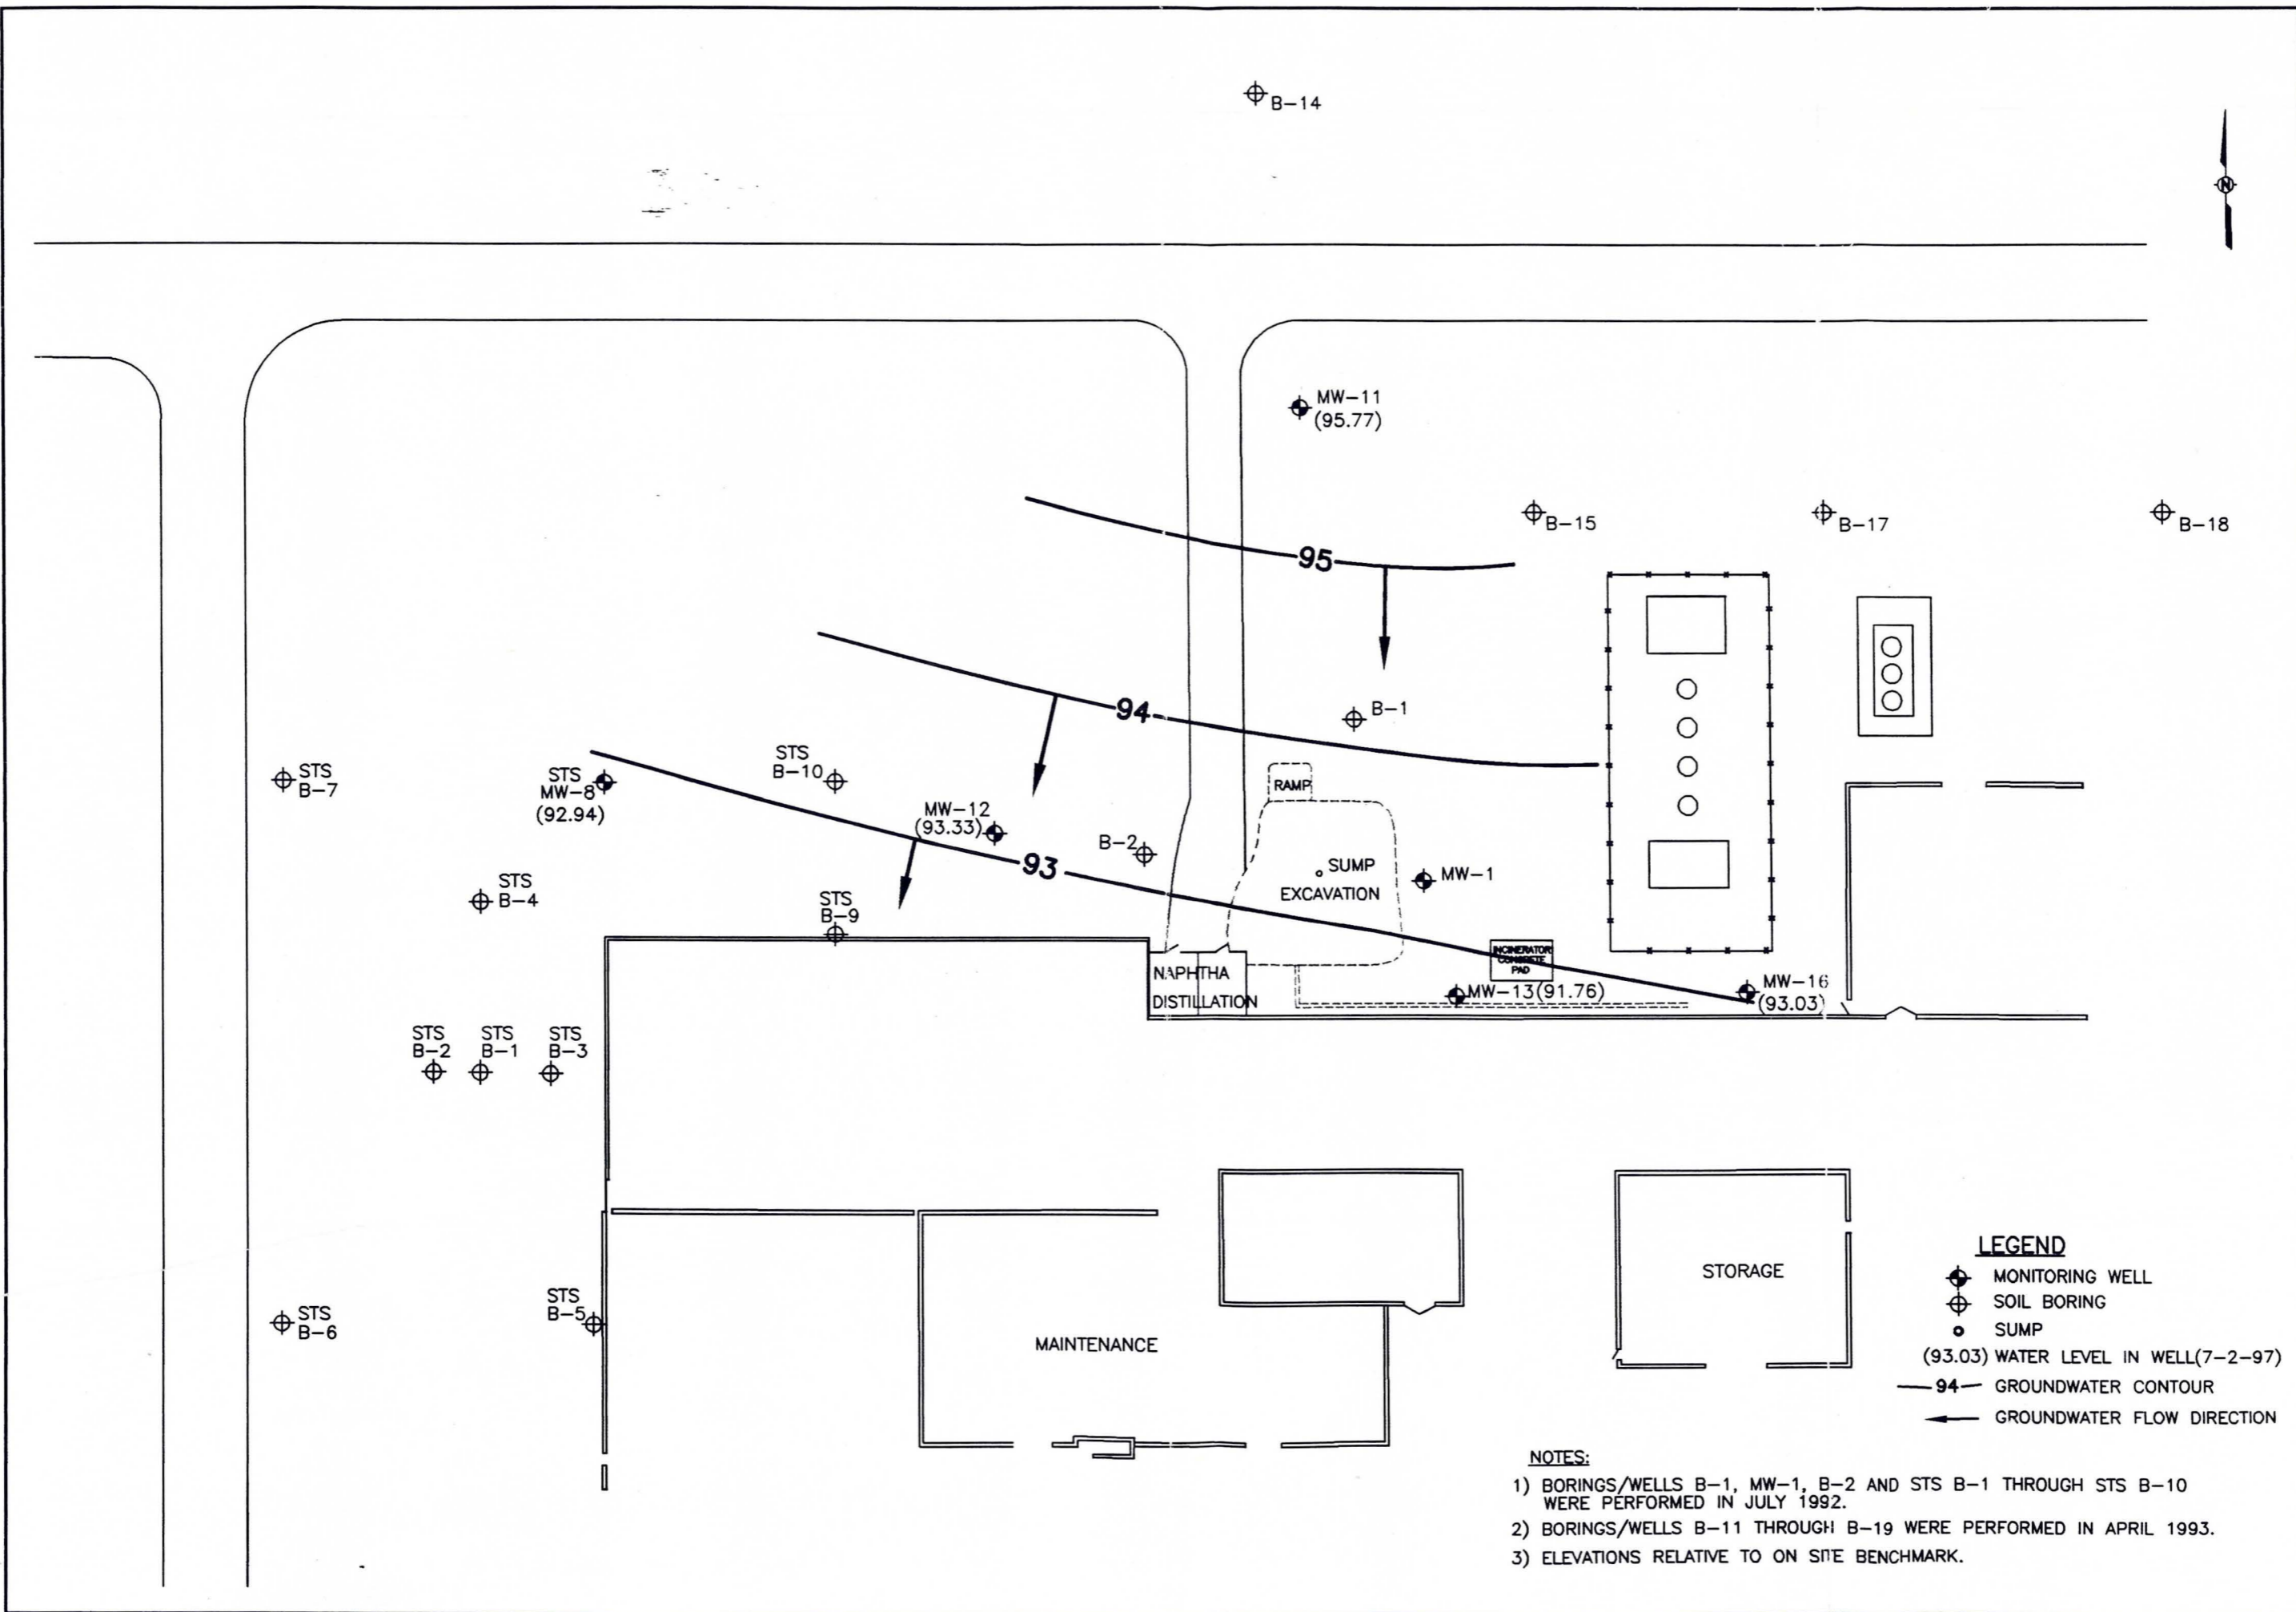 B-14
N
MW-11
(95.77)
B-15
B-17
B-18
95
94
B-1
STS
B-7
STS
MW-8
(92.94)
STS
B-10
MW-12
(93.33)
B-2
93
RAMP
SUMP
EXCAVATION
MW-1
STS
B-4
STS
B-9
INCINERATOR
CONCRETE
PAD
NAPHTHA
DISTILLATION
MW-13(91.76)
MW-16
(93.03)
STS
B-2
STS
B-1
STS
B-3
STS
B-6
STS
B-5
MAINTENANCE
STORAGE
LEGEND
MONITORING WELL
SOIL BORING
SUMP
(93.03) WATER LEVEL IN WELL(7-2-97)
94 GROUNDWATER CONTOUR
GROUNDWATER FLOW DIRECTION
NOTES:
1) BORINGS/WELLS B-1, MW-1, B-2 AND STS B-1 THROUGH STS B-10
WERE PERFORMED IN JULY 1992.
2) BORINGS/WELLS B-11 THROUGH B-19 WERE PERFORMED IN APRIL 1993.
3) ELEVATIONS RELATIVE TO ON SITE BENCHMARK.